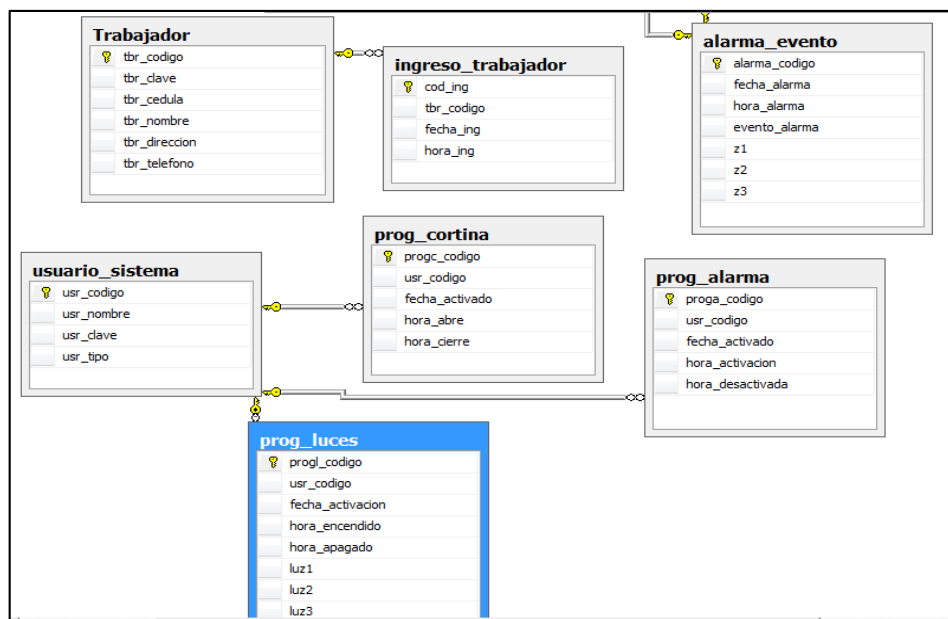 Trabajador
tbr_codigo
tbr_clave
tbr_cedula
tbr_nombre
tbr_direccion
tbr_telefono
ingreso_trabajador
cod_ing
tbr_codigo
fecha_ing
hora_ing
alarma_evento
alarma_codigo
fecha_alarma
hora_alarma
evento_alarma
z1
z2
z3
usuario_sistema
usr_codigo
usr_nombre
usr_clave
usr_tipo
prog_cortina
progc_codigo
usr_codigo
fecha_activado
hora_abre
hora_cierre
prog_alarma
proga_codigo
usr_codigo
fecha_activado
hora_activacion
hora_desactivada
prog_luces
progl_codigo
usr_codigo
fecha_activacion
hora_encendido
hora_apagado
luz1
luz2
luz3